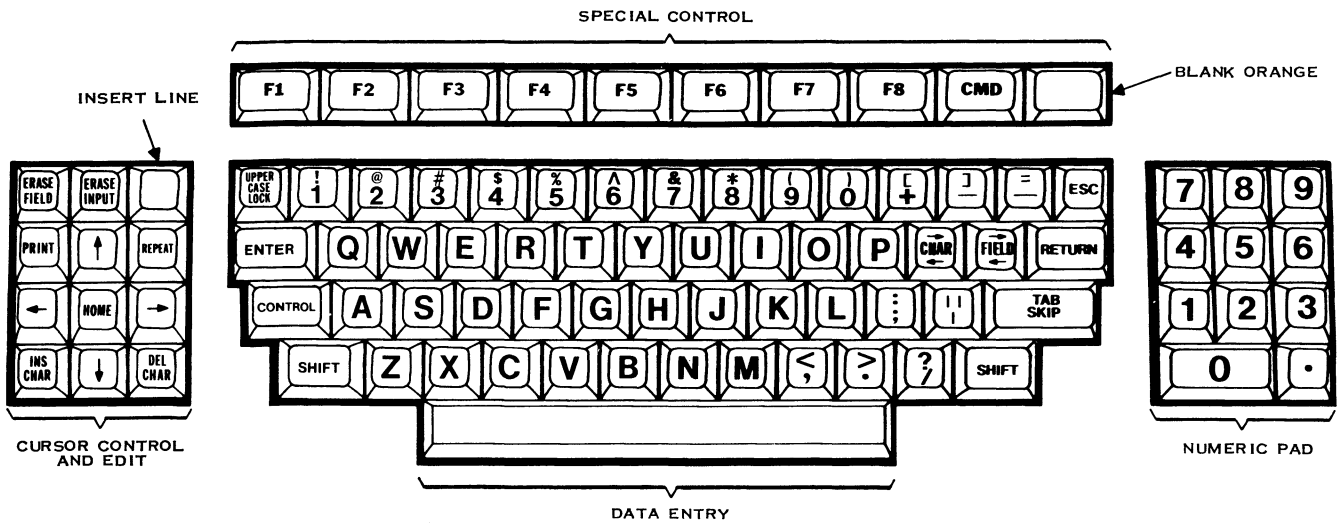 SPECIAL CONTROL
F1 F2 F3 F4 F5 F6 F7 F8 CMD
BLANK ORANGE
INSERT LINE
ERASE FIELD ERASE INPUT
PRINT ↑ REPEAT
← HOME →
INS CHAR ↓ DEL CHAR
CURSOR CONTROL
AND EDIT
UPPER CASE LOCK ! 1 @ 2 # 3 $ 4 % 5 ^ 6 & 7 * 8 ( 9 ) 0 [ + ] — = — ESC
ENTER Q W E R T Y U I O P → CHAR ← → FIELD ← RETURN
CONTROL A S D F G H J K L : ; " ' TAB SKIP
SHIFT Z X C V B N M < , > . ? / SHIFT
DATA ENTRY
7 8 9
4 5 6
1 2 3
0 .
NUMERIC PAD